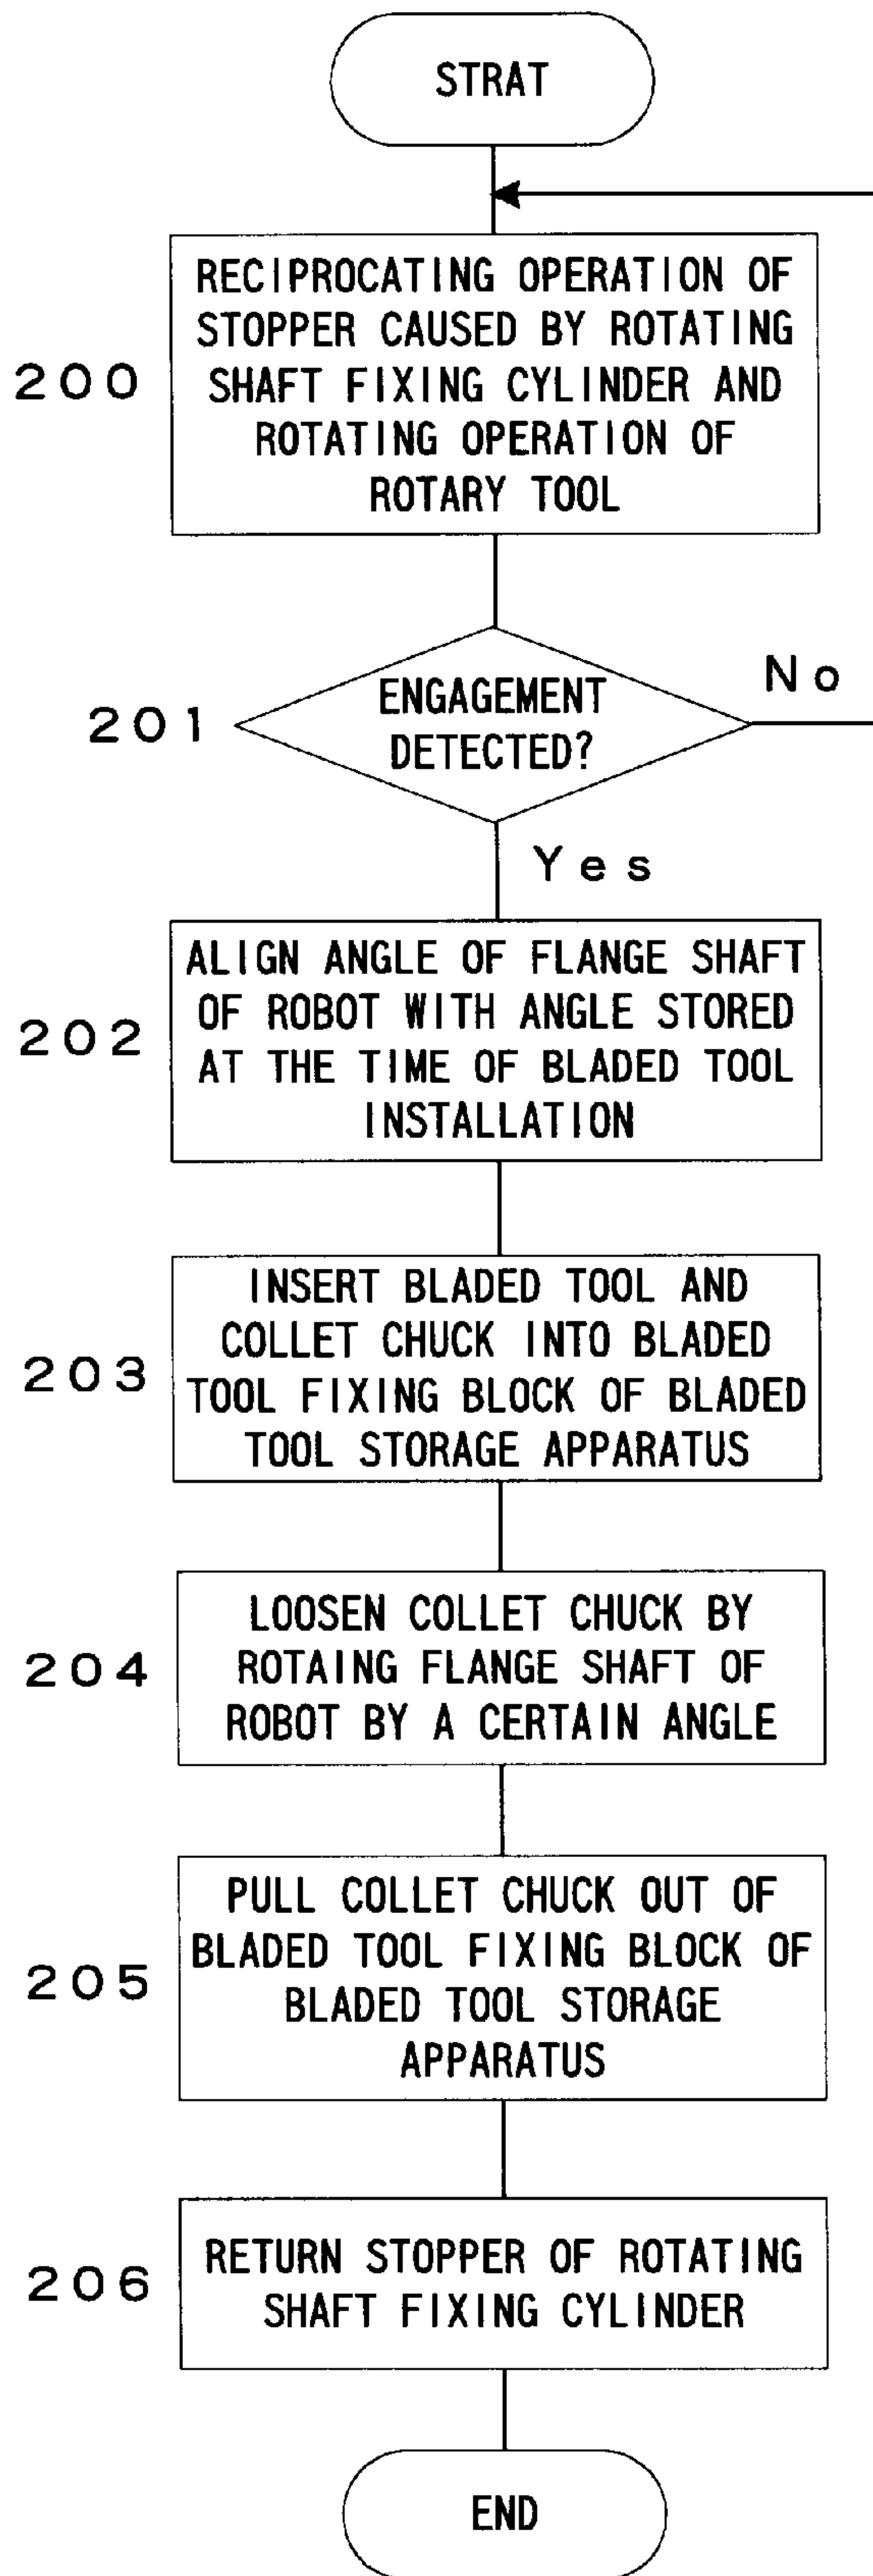 STRAT
RECIPROCATING OPERATION OF
STOPPER CAUSED BY ROTATING
200
SHAFT FIXING CYLINDER AND
ROTATING OPERATION OF
ROTARY TOOL
No
ENGAGEMENT
201
DETECTED?
Yes
ALIGN ANGLE OF FLANGE SHAFT
OF ROBOT WITH ANGLE STORED
202
AT THE TIME OF BLADED TOOL
INSTALLATION
INSERT BLADED TOOL AND
COLLET CHUCK INTO BLADED
203
TOOL FIXING BLOCK OF BLADED
TOOL STORAGE APPARATUS
LOOSEN COLLET CHUCK BY
204
ROTAING FLANGE SHAFT OF
ROBOT BY A CERTAIN ANGLE
PULL COLLET CHUCK OUT OF
BLADED TOOL FIXING BLOCK OF
205
BLADED TOOL STORAGE
APPARATUS
RETURN STOPPER OF ROTATING
206
SHAFT FIXING CYLINDER
END